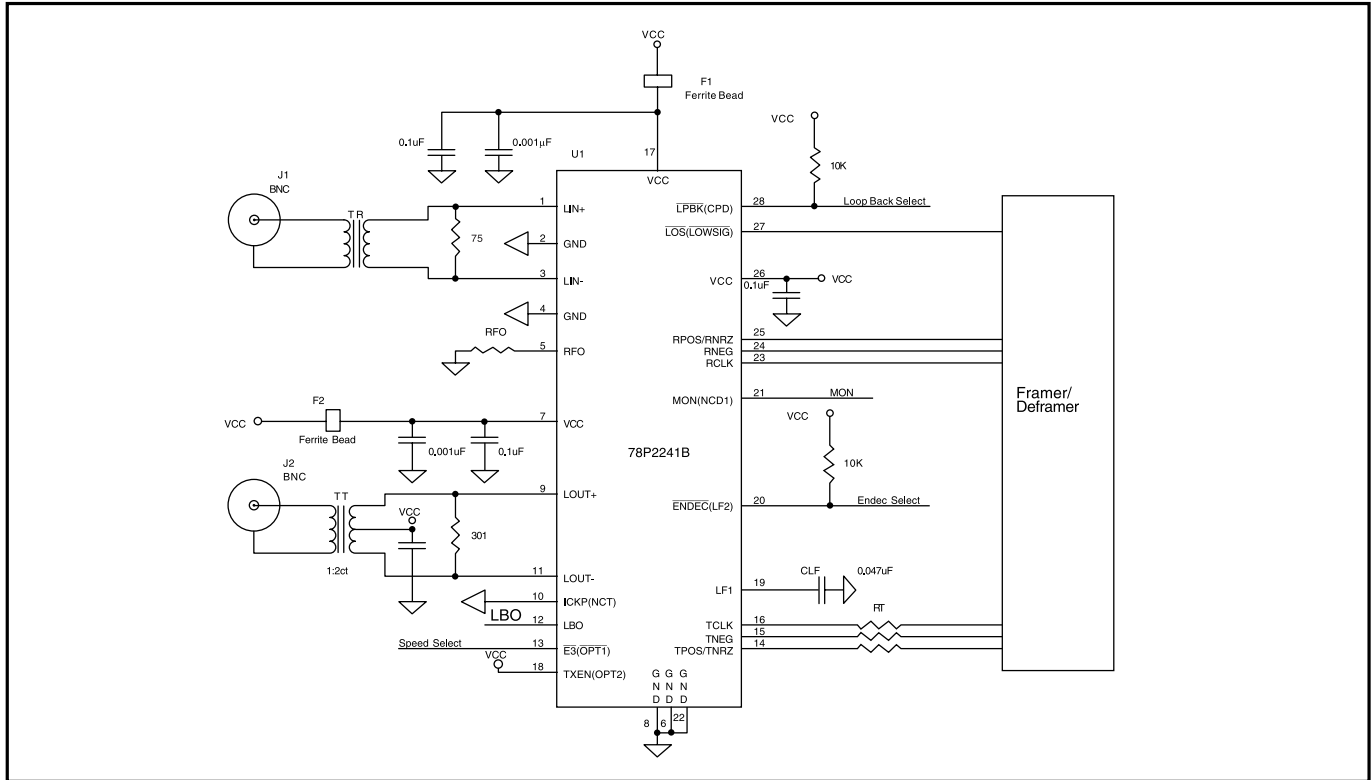 VCC
F1
Ferrite Bead
0.1uF
0.001µF
U1
17
VCC
VCC
10K
J1
BNC
TR
75
1
LIN+
2
GND
3
LIN-
4
GND
RFO
5
RFO
F2
VCC
Ferrite Bead
0.001uF
0.1uF
7
VCC
J2
BNC
TT
1:2ct
VCC
301
9
LOUT+
11
LOUT-
10
ICKP(NCT)
LBO
12
LBO
Speed Select
13
E3(OPT1)
VCC
18
TXEN(OPT2)
78P2241B
GND
GND
GND
8
6
22
LPBK(CPD)
28
Loop Back Select
LOS(LOWSIG)
27
VCC
26
0.1uF
VCC
RPOS/RNRZ
25
RNEG
24
RCLK
23
MON(NCD1)
21
MON
VCC
10K
ENDEC(LF2)
20
Endec Select
LF1
19
CLF
0.047uF
RT
TCLK
16
TNEG
15
TPOS/TNRZ
14
Framer/
Deframer